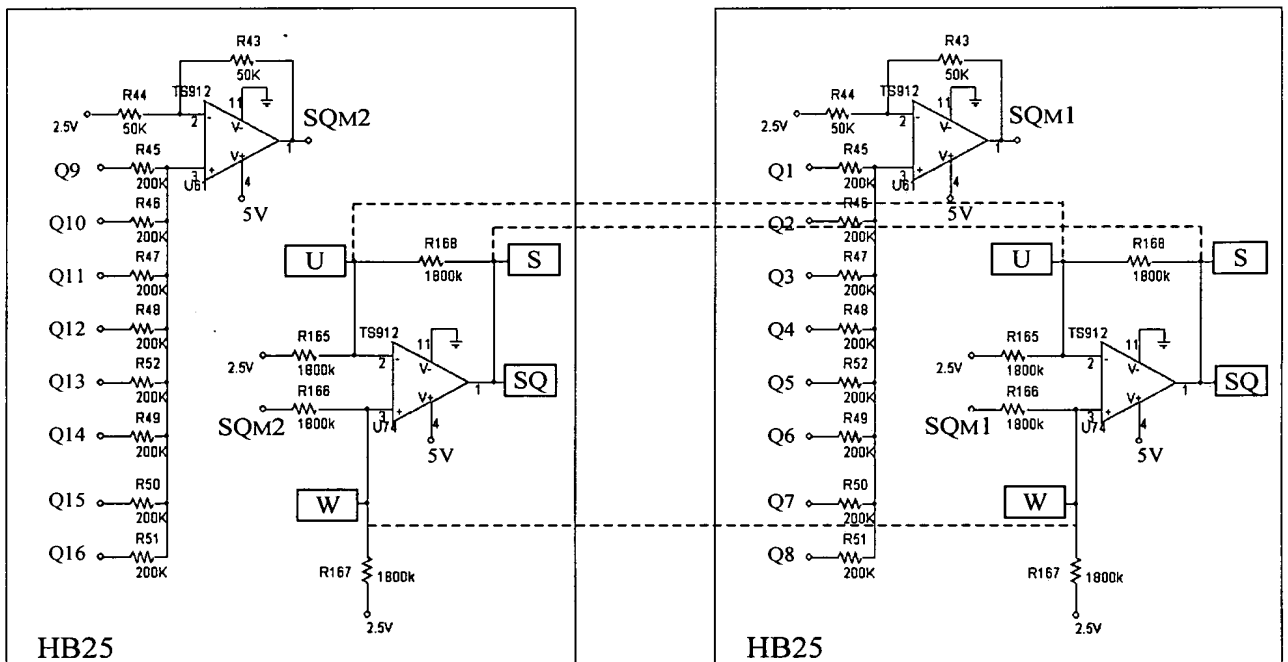 R43
50K
R44
50K
2.5V
TS912
11
V-
2
3
V+
4
1
U61
5V
SQM2
Q9
R45
200K
Q10
R46
200K
Q11
R47
200K
Q12
R48
200K
Q13
R52
200K
Q14
R49
200K
Q15
R50
200K
Q16
R51
200K
U
R168
1800k
S
R165
1800k
2.5V
TS912
11
V-
2
3
V+
4
1
U74
5V
SQ
R166
1800k
SQM2
W
R167
1800k
2.5V
HB25
R43
50K
R44
50K
2.5V
TS912
11
V-
2
3
V+
4
1
U61
5V
SQM1
Q1
R45
200K
Q2
R46
200K
Q3
R47
200K
Q4
R48
200K
Q5
R52
200K
Q6
R49
200K
Q7
R50
200K
Q8
R51
200K
U
R168
1800k
S
R165
1800k
2.5V
TS912
11
V-
2
3
V+
4
1
U74
5V
SQ
R166
1800k
SQM1
W
R167
1800k
2.5V
HB25